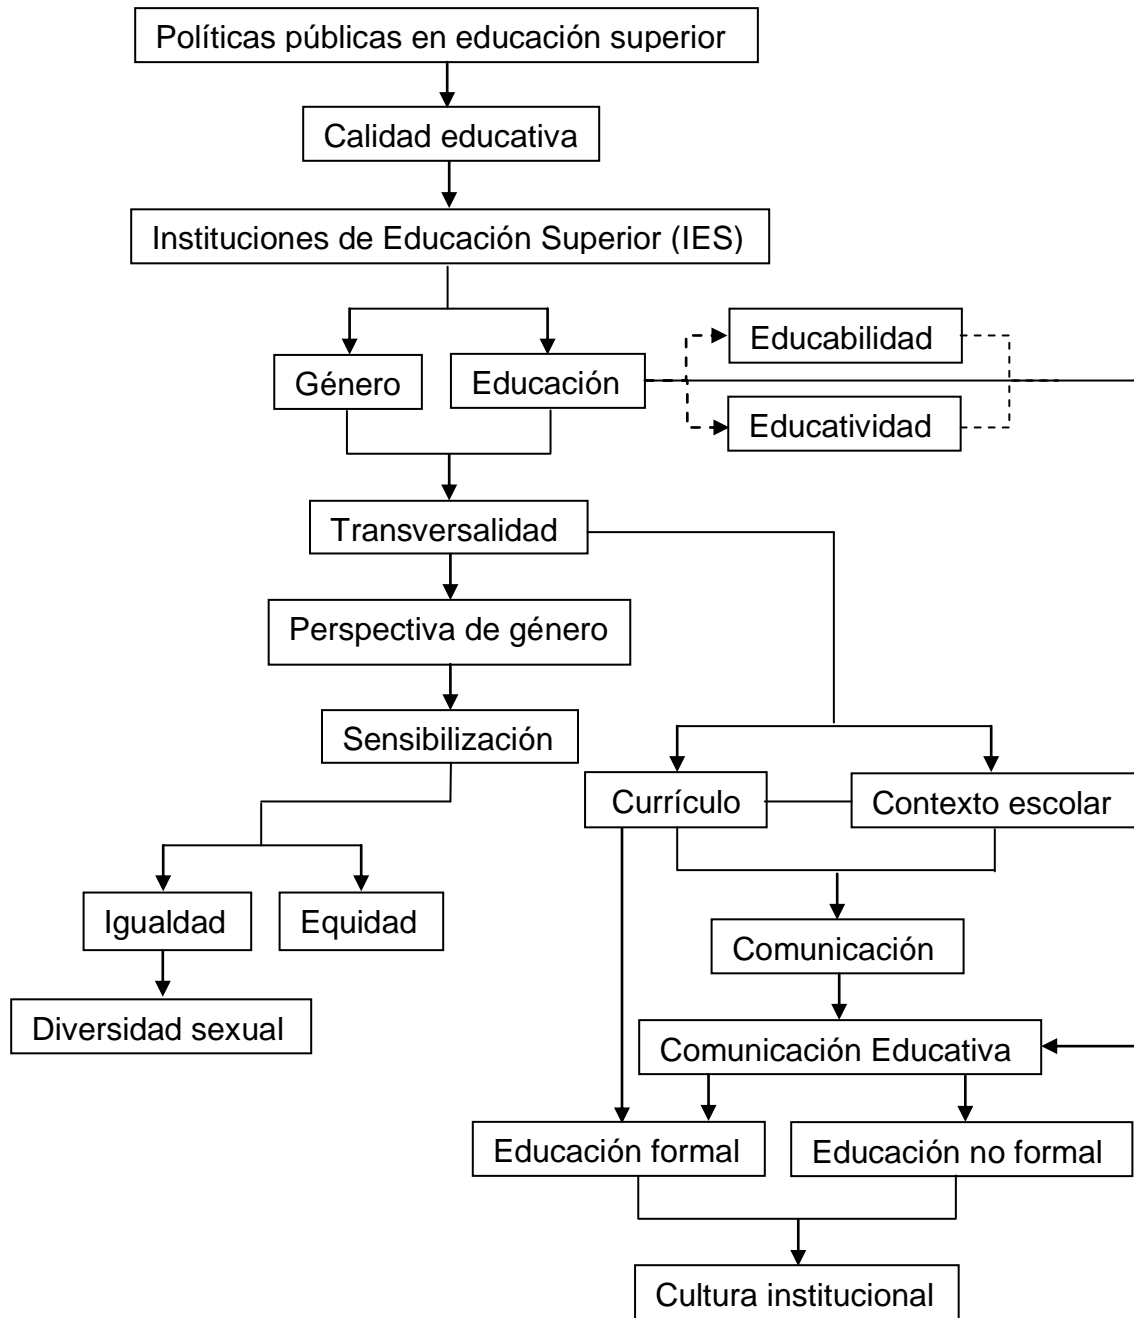 Políticas públicas en educación superior
Calidad educativa
Instituciones de Educación Superior (IES)
Género
Educación
Educabilidad
Educatividad
Transversalidad
Perspectiva de género
Sensibilización
Currículo
Contexto escolar
Igualdad
Equidad
Comunicación
Diversidad sexual
Comunicación Educativa
Educación formal
Educación no formal
Cultura institucional